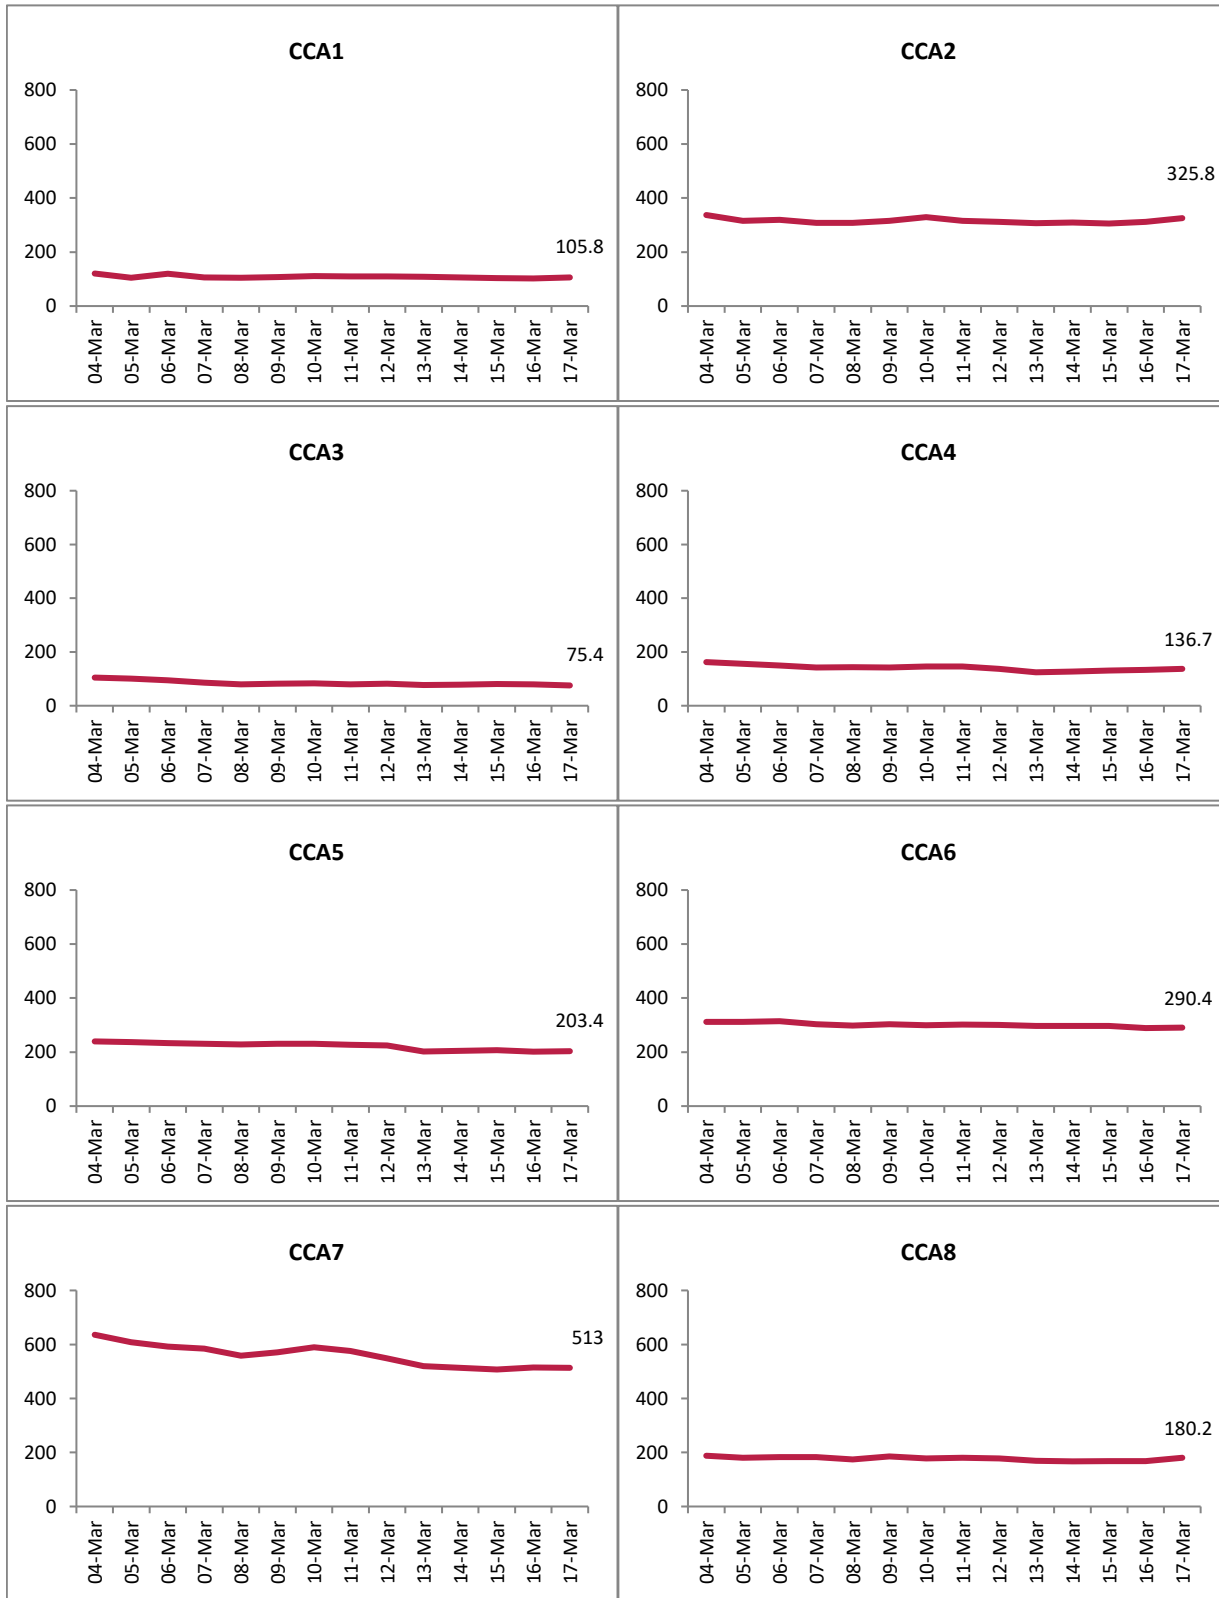 CCA1
800
600
400
200
0
105.8
04-Mar
05-Mar
06-Mar
07-Mar
08-Mar
09-Mar
10-Mar
11-Mar
12-Mar
13-Mar
14-Mar
15-Mar
16-Mar
17-Mar
CCA2
800
600
400
200
0
325.8
04-Mar
05-Mar
06-Mar
07-Mar
08-Mar
09-Mar
10-Mar
11-Mar
12-Mar
13-Mar
14-Mar
15-Mar
16-Mar
17-Mar
CCA3
800
600
400
200
0
75.4
04-Mar
05-Mar
06-Mar
07-Mar
08-Mar
09-Mar
10-Mar
11-Mar
12-Mar
13-Mar
14-Mar
15-Mar
16-Mar
17-Mar
CCA4
800
600
400
200
0
136.7
04-Mar
05-Mar
06-Mar
07-Mar
08-Mar
09-Mar
10-Mar
11-Mar
12-Mar
13-Mar
14-Mar
15-Mar
16-Mar
17-Mar
CCA5
800
600
400
200
0
203.4
04-Mar
05-Mar
06-Mar
07-Mar
08-Mar
09-Mar
10-Mar
11-Mar
12-Mar
13-Mar
14-Mar
15-Mar
16-Mar
17-Mar
CCA6
800
600
400
200
0
290.4
04-Mar
05-Mar
06-Mar
07-Mar
08-Mar
09-Mar
10-Mar
11-Mar
12-Mar
13-Mar
14-Mar
15-Mar
16-Mar
17-Mar
CCA7
800
600
400
200
0
513
04-Mar
05-Mar
06-Mar
07-Mar
08-Mar
09-Mar
10-Mar
11-Mar
12-Mar
13-Mar
14-Mar
15-Mar
16-Mar
17-Mar
CCA8
800
600
400
200
0
180.2
04-Mar
05-Mar
06-Mar
07-Mar
08-Mar
09-Mar
10-Mar
11-Mar
12-Mar
13-Mar
14-Mar
15-Mar
16-Mar
17-Mar